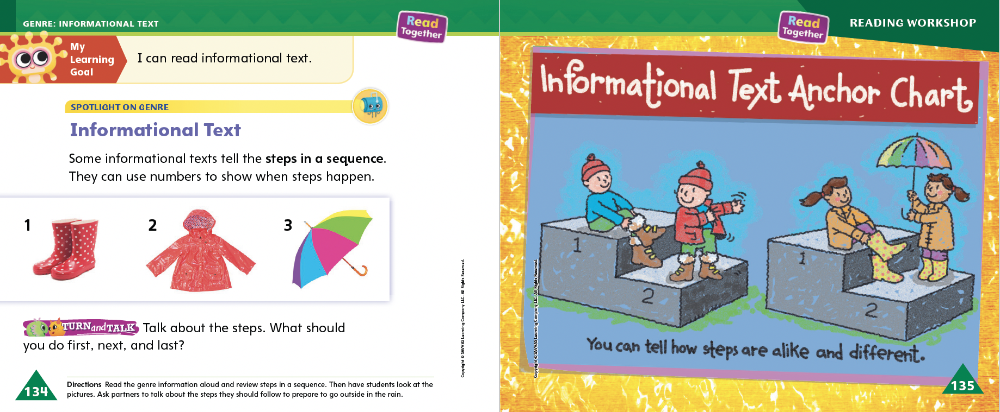 GENRE: INFORMATIONAL TEXT
Read
Together
My
Learning
Goal
I can read informational text.
SPOTLIGHT ON GENRE
Informational Text
Some informational texts tell the steps in a sequence.
They can use numbers to show when steps happen.
1
2
3
TURN and TALK Talk about the steps. What should
you do first, next, and last?
134
Directions Read the genre information aloud and review steps in a sequence. Then have students look at the
pictures. Ask partners to talk about the steps they should follow to prepare to go outside in the rain.
Copyright © SAVVAS Learning Company LLC. All Rights Reserved.
Read
Together
READING WORKSHOP
Informational Text Anchor Chart
1
2
1
2
You can tell how steps are alike and different.
Copyright © SAVVAS Learning Company LLC. All Rights Reserved.
135